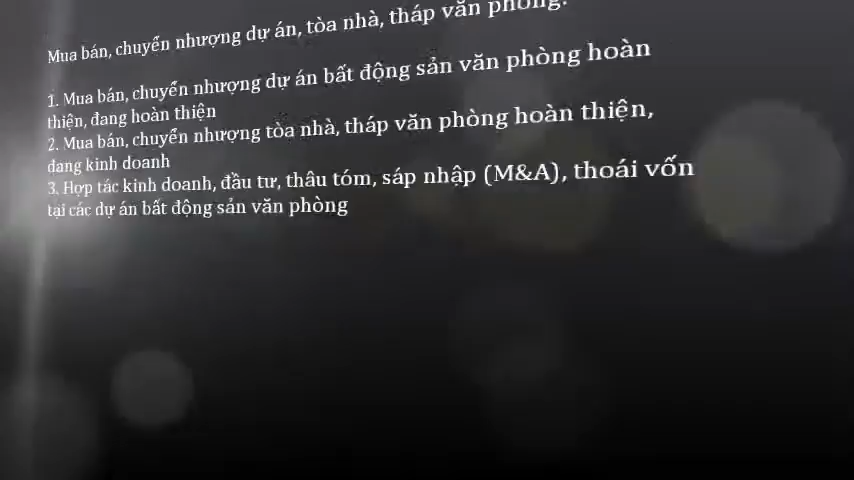 Mua bán, chuyển nhượng dự án, tòa nhà, tháp văn phòng:
1. Mua bán, chuyển nhượng dự án bất động sản văn phòng hoàn
thiện, đang hoàn thiện
2. Mua bán, chuyển nhượng tòa nhà, tháp văn phòng hoàn thiện,
đang kinh doanh
3. Hợp tác kinh doanh, đầu tư, thâu tóm, sáp nhập (M&A), thoái vốn
tại các dự án bất động sản văn phòng